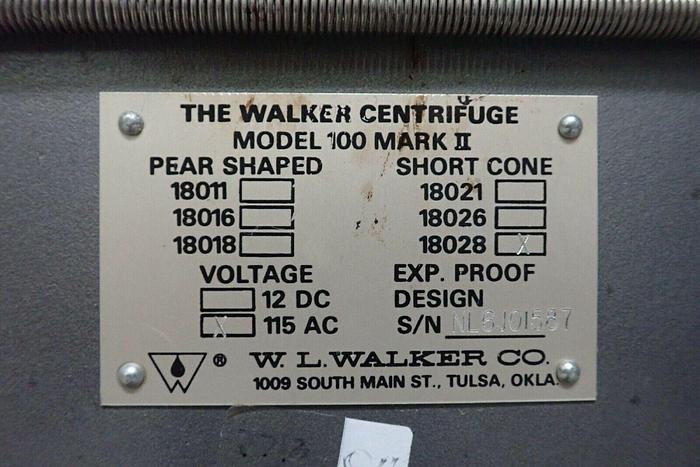 THE WALKER CENTRIFUGE
MODEL 100 MARK II
PEAR SHAPED SHORT CONE
18011 18021
18016 18026
18018 18028 X
VOLTAGE EXP. PROOF
12 DC DESIGN
X 115 AC S/N NL6J01587
W ® W. L. WALKER CO.
1009 SOUTH MAIN ST., TULSA, OKLA.